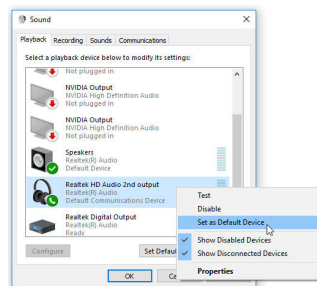 Sound
Playback Recording Sounds Communications
Select a playback device below to modify its settings:
Not plugged in
NVIDIA Output
NVIDIA High Definition Audio
Not plugged in
NVIDIA Output
NVIDIA High Definition Audio
Not plugged in
Speakers
Realtek(R) Audio
Default Device
Realtek HD Audio 2nd output
Realtek(R) Audio
Default Communications Device
Realtek Digital Output
Realtek(R) Audio
Ready
Test
Disable
Set as Default Device
Show Disabled Devices
Show Disconnected Devices
Properties
Configure Set Defaul
OK Ca